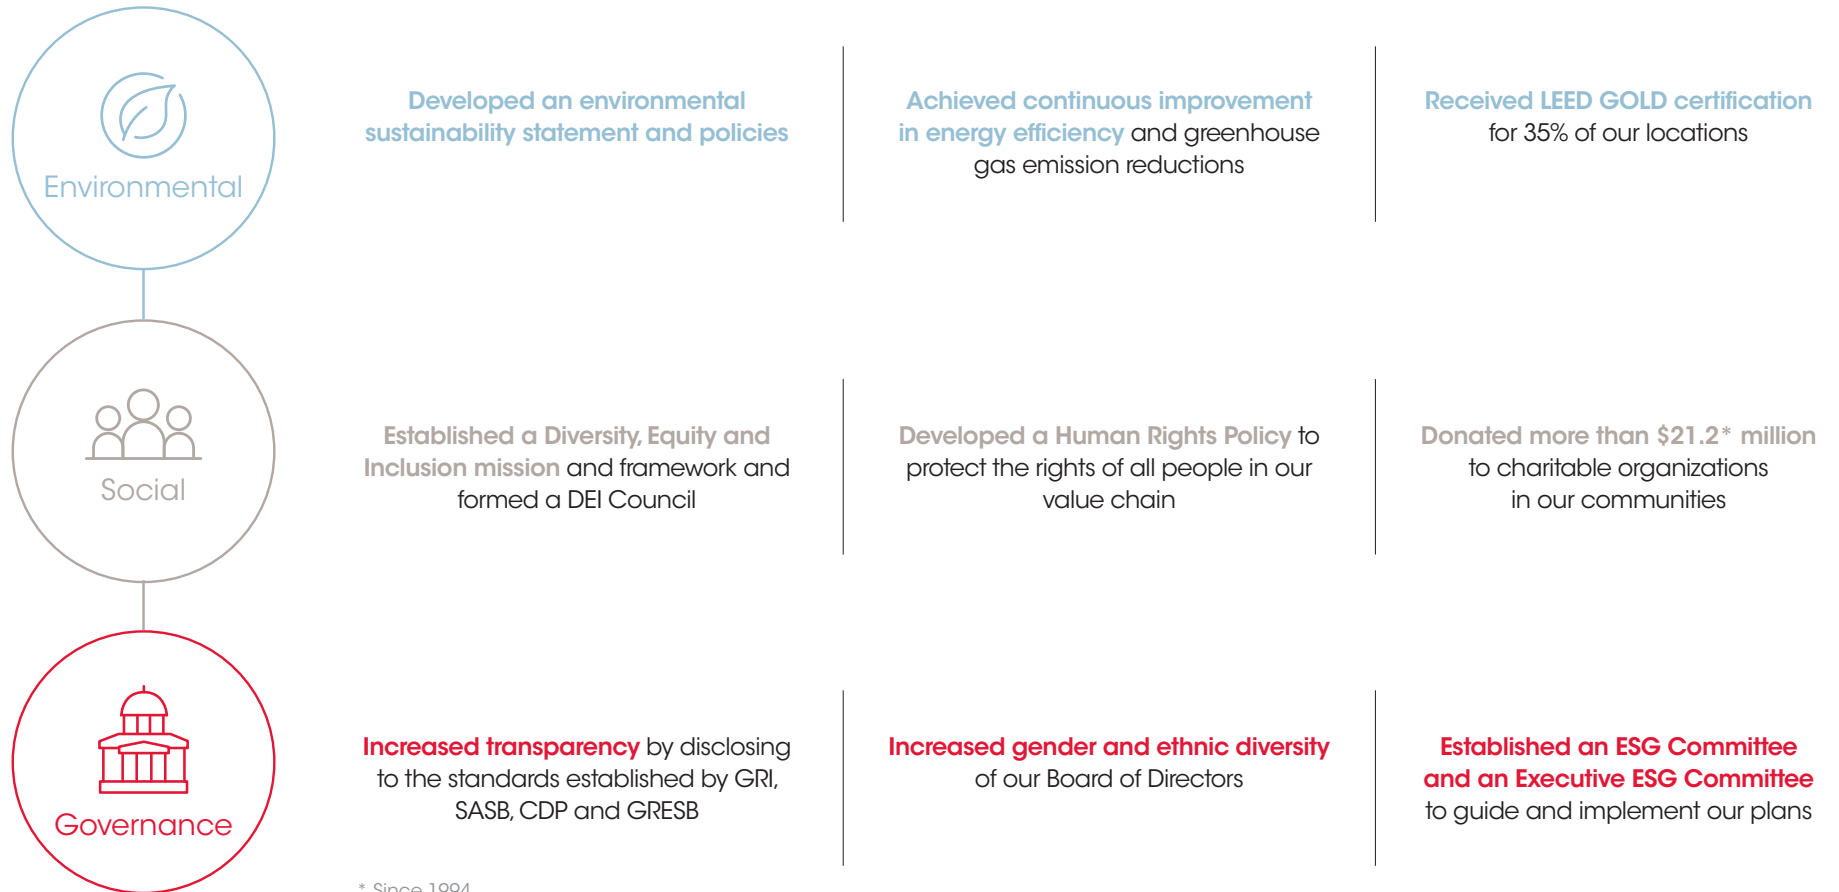 Environmental
Developed an environmental
sustainability statement and policies
Achieved continuous improvement
in energy efficiency and greenhouse
gas emission reductions
Received LEED GOLD certification
for 35% of our locations
Social
Established a Diversity, Equity and
Inclusion mission and framework and
formed a DEI Council
Developed a Human Rights Policy to
protect the rights of all people in our
value chain
Donated more than $21.2* million
to charitable organizations
in our communities
Governance
Increased transparency by disclosing
to the standards established by GRI,
SASB, CDP and GRESB
Increased gender and ethnic diversity
of our Board of Directors
Established an ESG Committee
and an Executive ESG Committee
to guide and implement our plans
* Since 1994